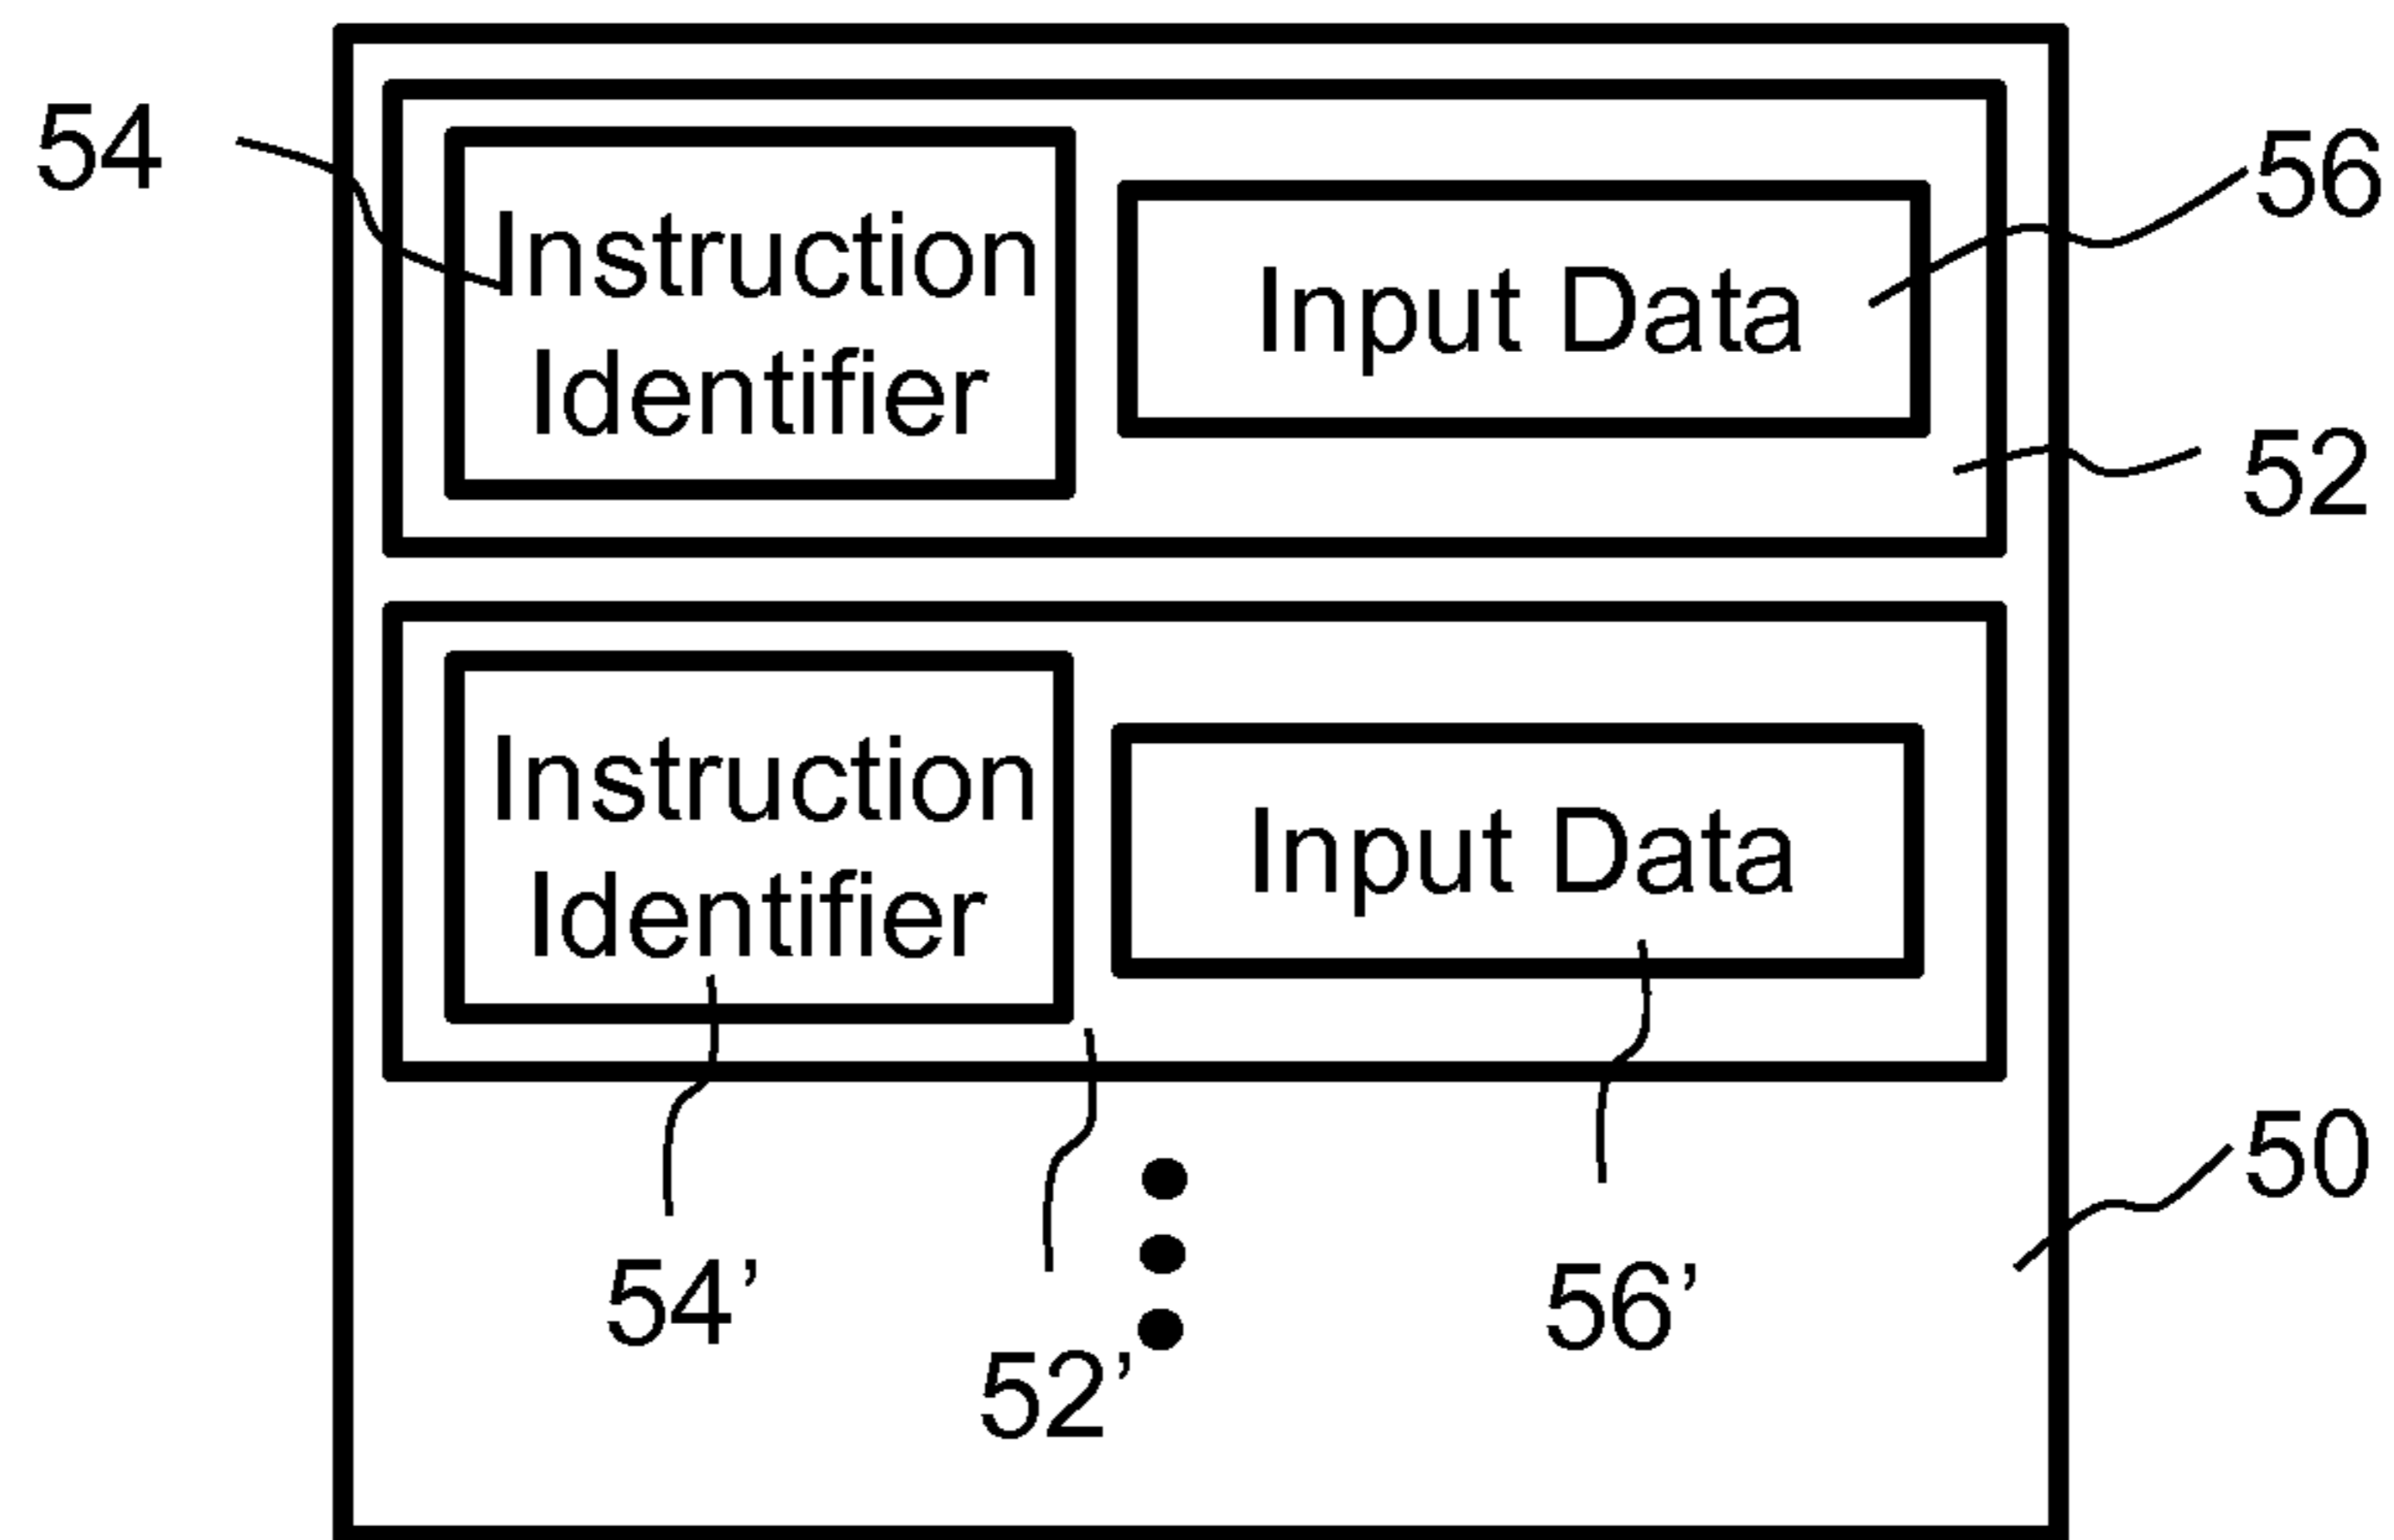 54
Instruction
Identifier
Input Data
56
52
Instruction
Identifier
Input Data
50
54’
52’
56’